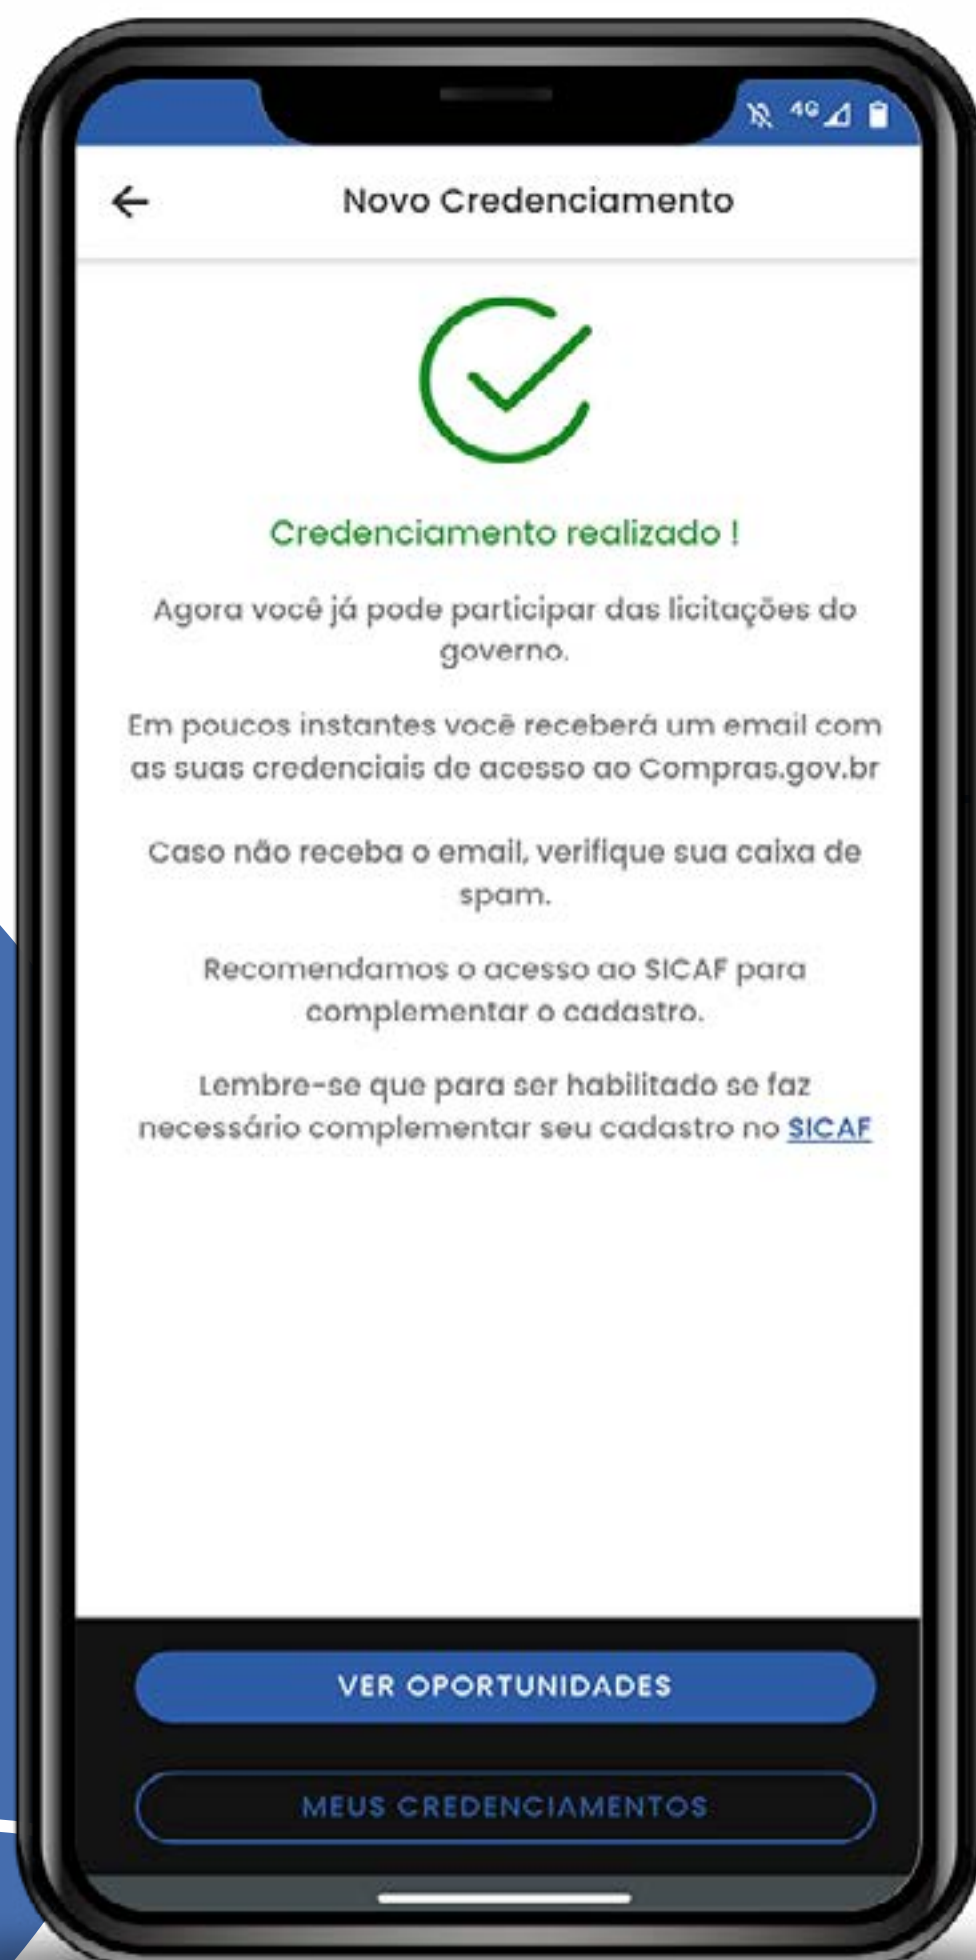 4G
Novo Credenciamento
Credenciamento realizado !
Agora você já pode participar das licitações do
governo.
Em poucos instantes você receberá um email com
as suas credenciais de acesso ao Compras.gov.br
Caso não receba o email, verifique sua caixa de
spam.
Recomendamos o acesso ao SICAF para
complementar o cadastro.
Lembre-se que para ser habilitado se faz
necessário complementar seu cadastro no SICAF
VER OPORTUNIDADES
MEUS CREDENCIAMENTOS